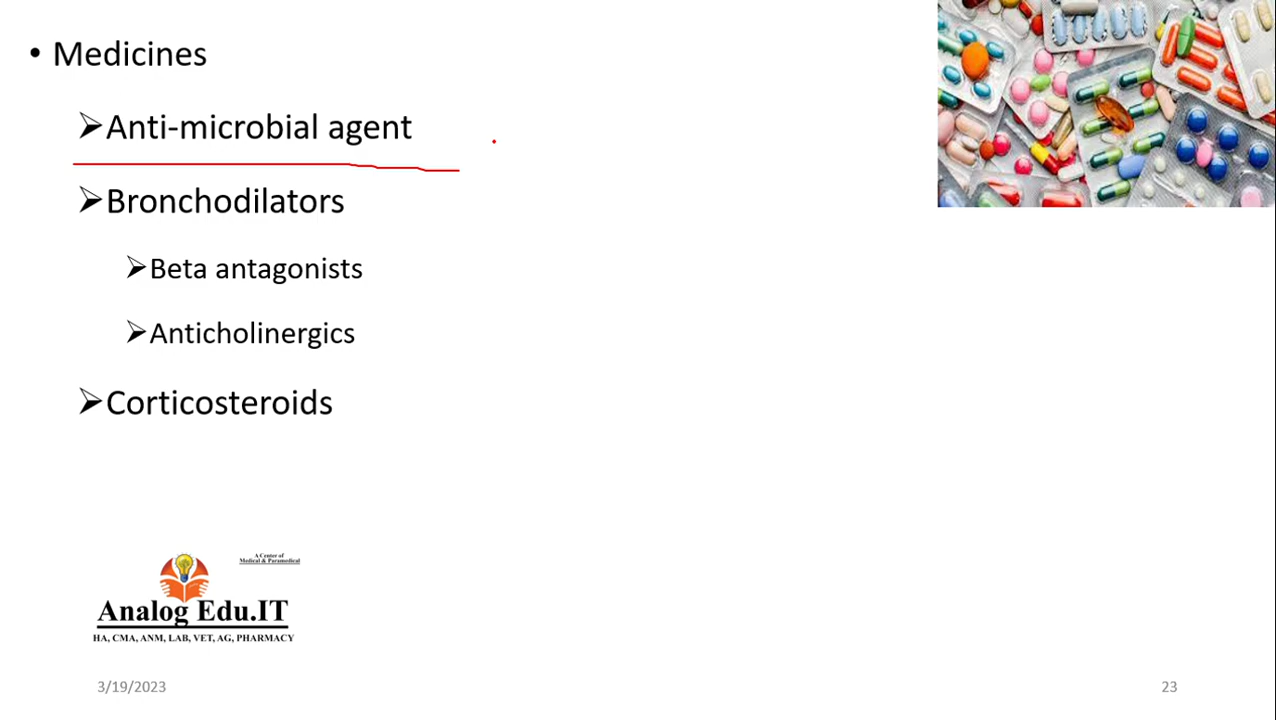 • Medicines
➢Anti-microbial agent
➢Bronchodilators
➢Beta antagonists
➢Anticholinergics
➢Corticosteroids
A Center of
Medical & Paramedical
Analog Edu.IT
HA, CMA, ANM, LAB, VET, AG, PHARMACY
3/19/2023
23